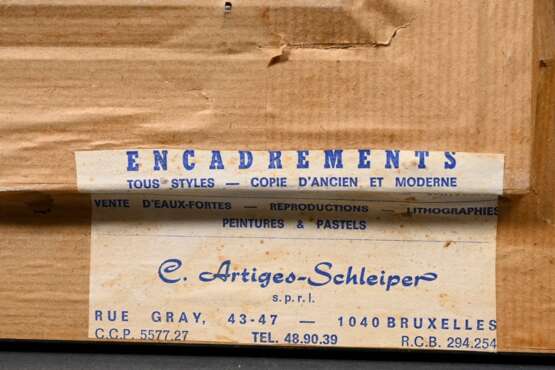 ENCADREMENTS
TOUS STYLES — COPIE D'ANCIEN ET MODERNE
VENTE D'EAUX-FORTES — REPRODUCTIONS — LITHOGRAPHIES
PEINTURES & PASTELS
C. Artiges-Schleiper
s.p.r.l.
RUE GRAY, 43-47 — 1040 BRUXELLES
C.C.P. 5577.27 TEL. 48.90.39 R.C.B. 294.254